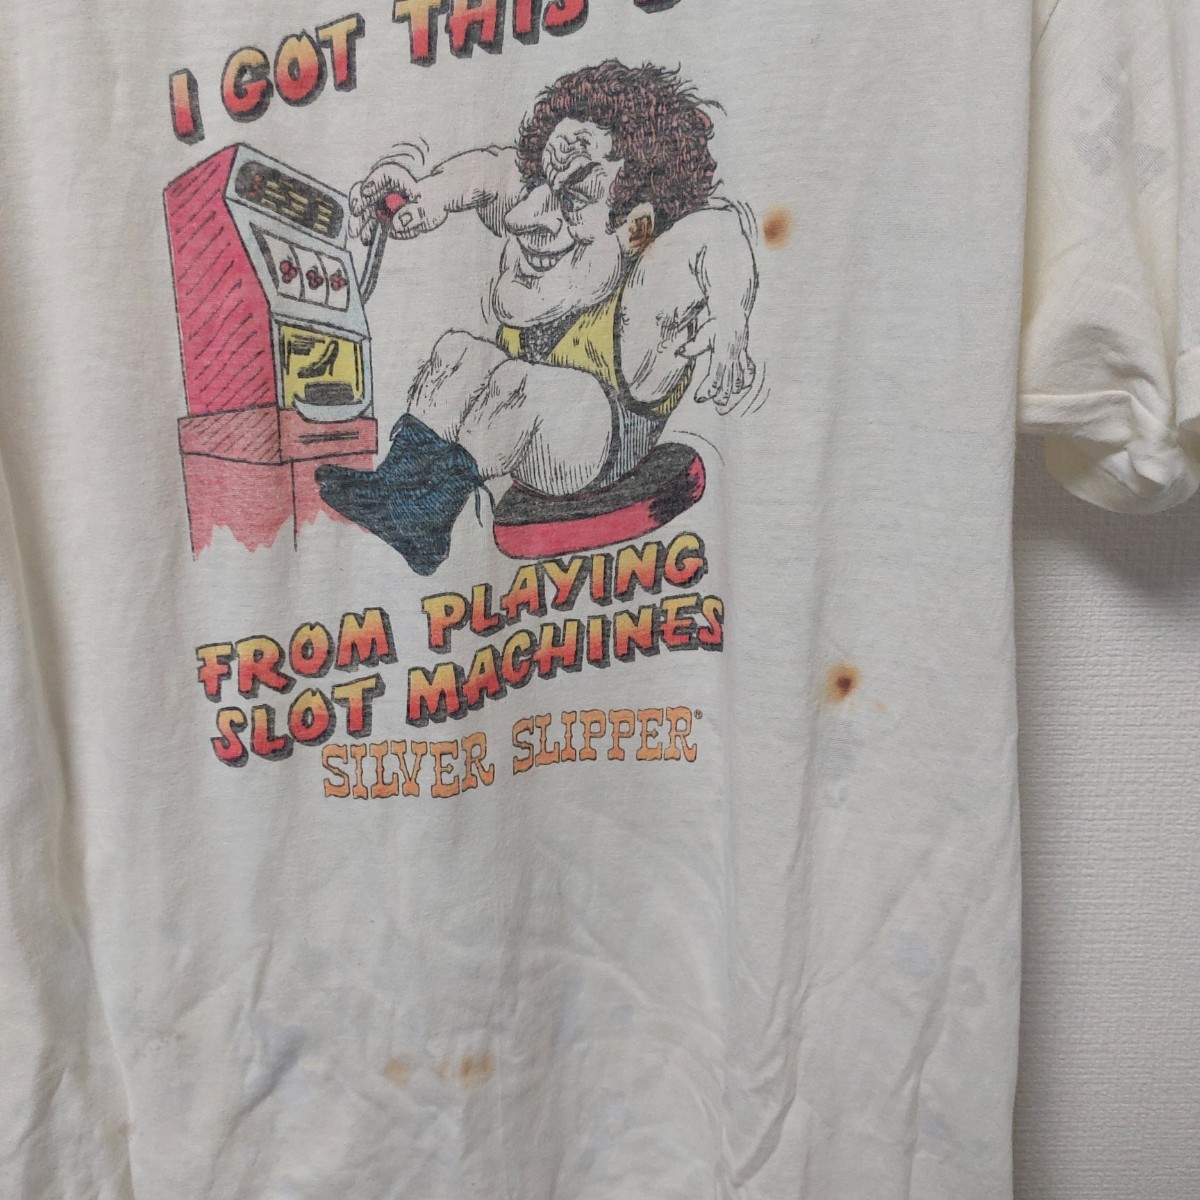 I GOT THIS
FROM PLAYING
SLOT MACHINES
SILVER SLIPPER®